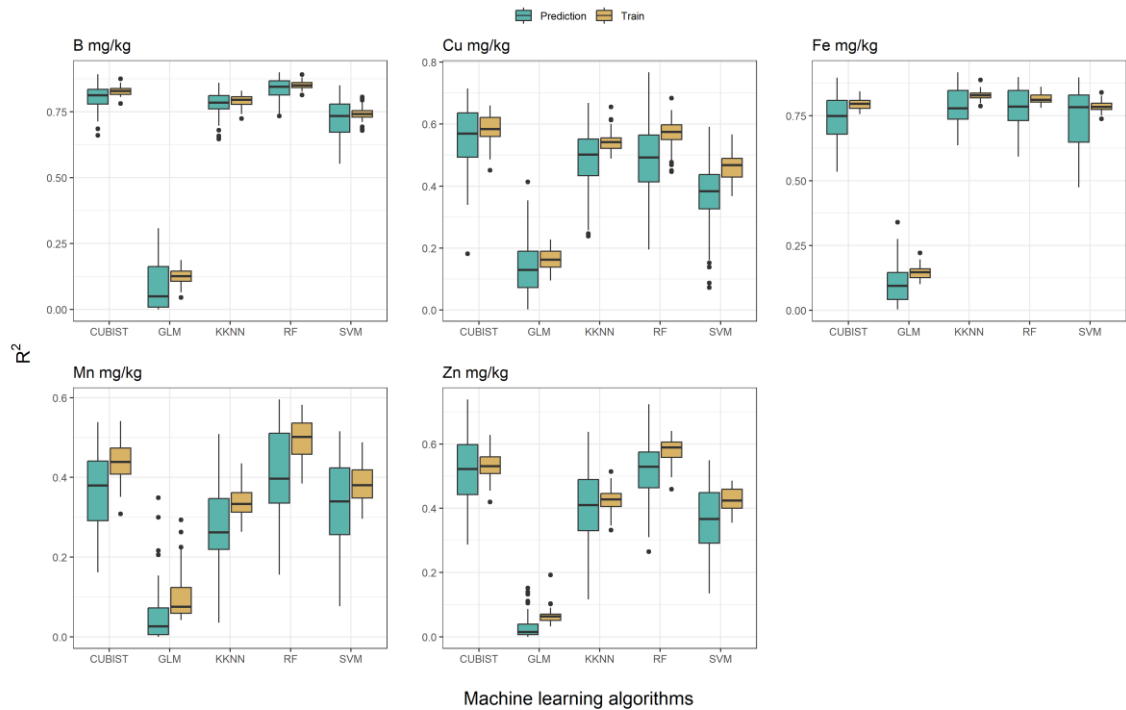 Prediction Train
B mg/kg
0.75
0.50
0.25
0.00
CUBIST GLM KKNN RF SVM
Cu mg/kg
0.8
0.6
0.4
0.2
0.0
CUBIST GLM KKNN RF SVM
Fe mg/kg
0.75
0.50
0.25
0.00
CUBIST GLM KKNN RF SVM
R²
Mn mg/kg
0.6
0.4
0.2
0.0
CUBIST GLM KKNN RF SVM
Zn mg/kg
0.6
0.4
0.2
0.0
CUBIST GLM KKNN RF SVM
Machine learning algorithms